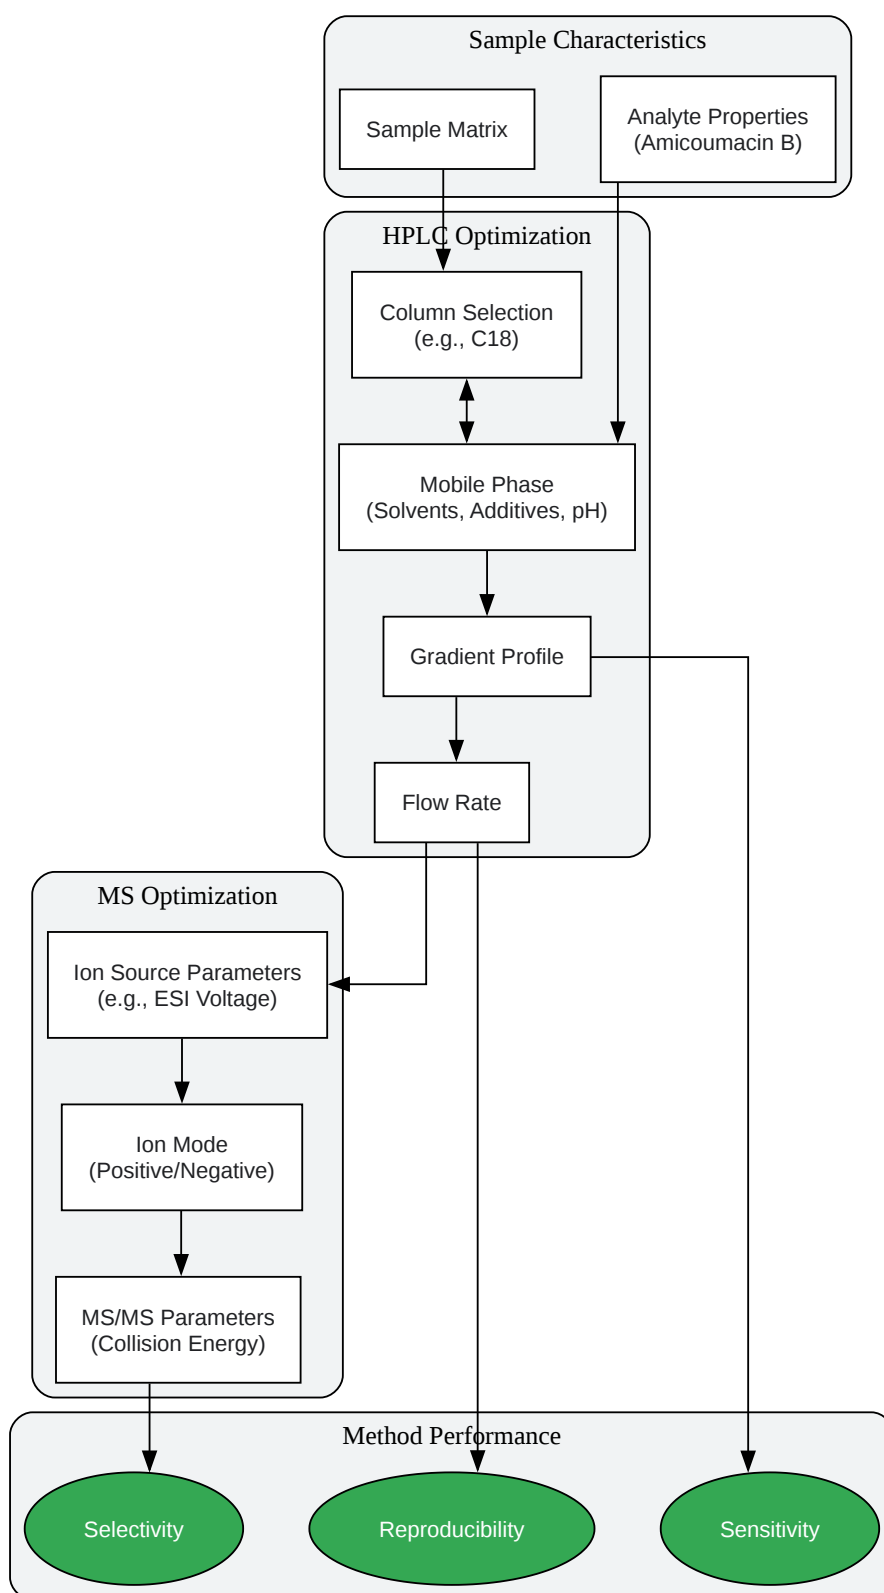 Sample Characteristics
Sample Matrix
Analyte Properties
(Amicoumacin B)
HPLC Optimization
Column Selection
(e.g., C18)
Mobile Phase
(Solvents, Additives, pH)
Gradient Profile
Flow Rate
MS Optimization
Ion Source Parameters
(e.g., ESI Voltage)
Ion Mode
(Positive/Negative)
MS/MS Parameters
(Collision Energy)
Method Performance
Selectivity
Reproducibility
Sensitivity